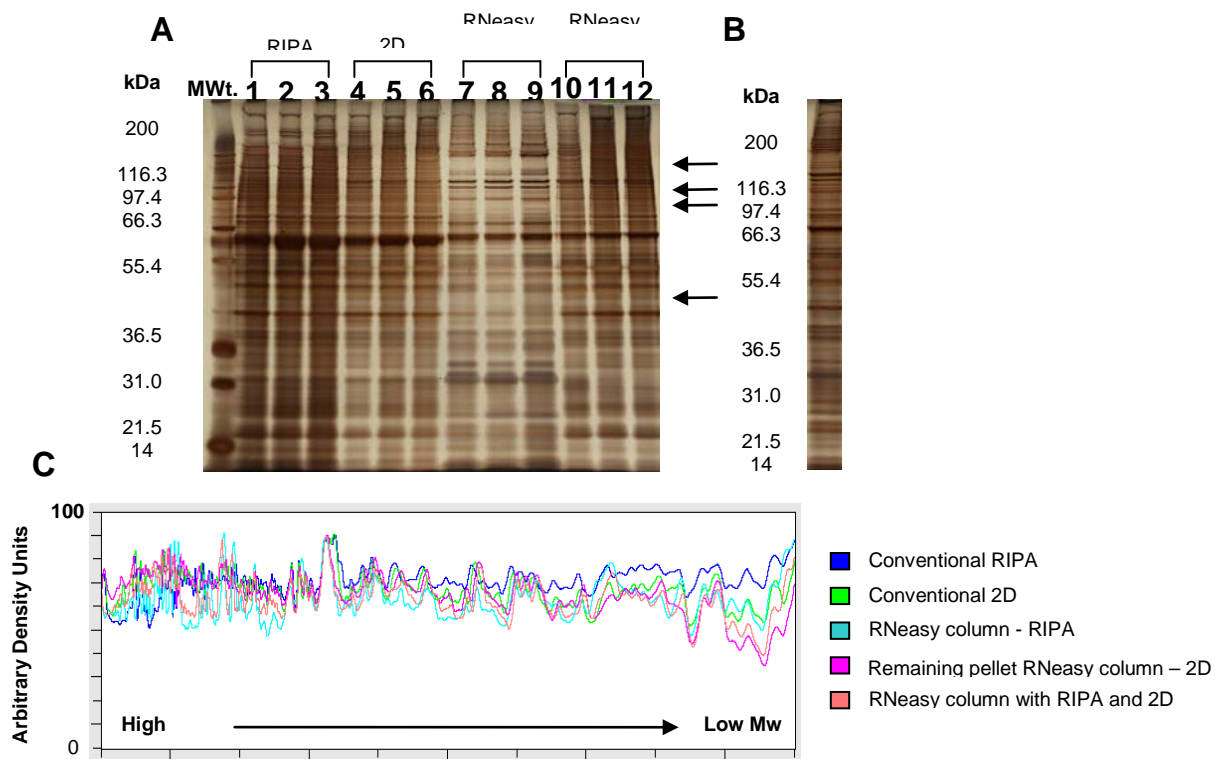 A
B
RNeasy RNeasy
RIPA 2D
kDa MWt. 1 2 3 4 5 6 7 8 9 10 11 12 kDa
200
116.3
97.4
66.3
55.4
36.5
31.0
21.5
14
200
116.3
97.4
66.3
55.4
36.5
31.0
21.5
14
C
100
Arbitrary Density Units
0
High Low Mw
Conventional RIPA
Conventional 2D
RNeasy column - RIPA
Remaining pellet RNeasy column – 2D
RNeasy column with RIPA and 2D